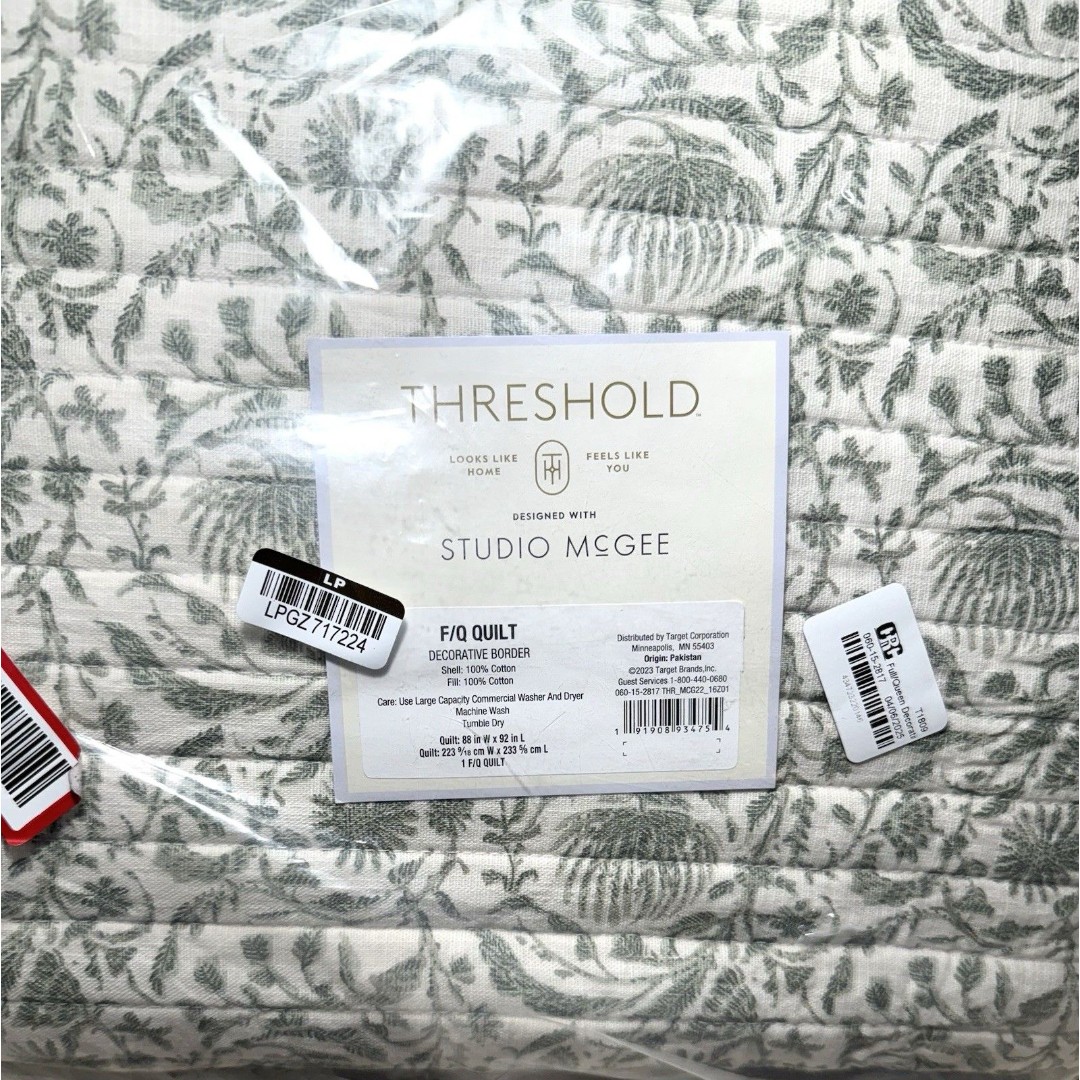 THRESHOLD™
LOOKS LIKE HOME
FEELS LIKE YOU
DESIGNED WITH
STUDIO McGEE
F/Q QUILT
DECORATIVE BORDER
Shell: 100% Cotton
Fill: 100% Cotton
Care: Use Large Capacity Commercial Washer And Dryer
Machine Wash
Tumble Dry
Quilt: 88 in W x 92 in L
Quilt: 223 9/16 cm W x 233 5/8 cm L
1 F/Q QUILT
Distributed by Target Corporation
Minneapolis, MN 55403
Origin: Pakistan
©2023 Target Brands,Inc.
Guest Services 1-800-440-0680
060-15-2817 THR_MCG22_16Z01
1 91908 93475 4
LP
LPGZ717224
CRC
T1809
Full/Queen Decorati
060-15-2817 04/06/2025